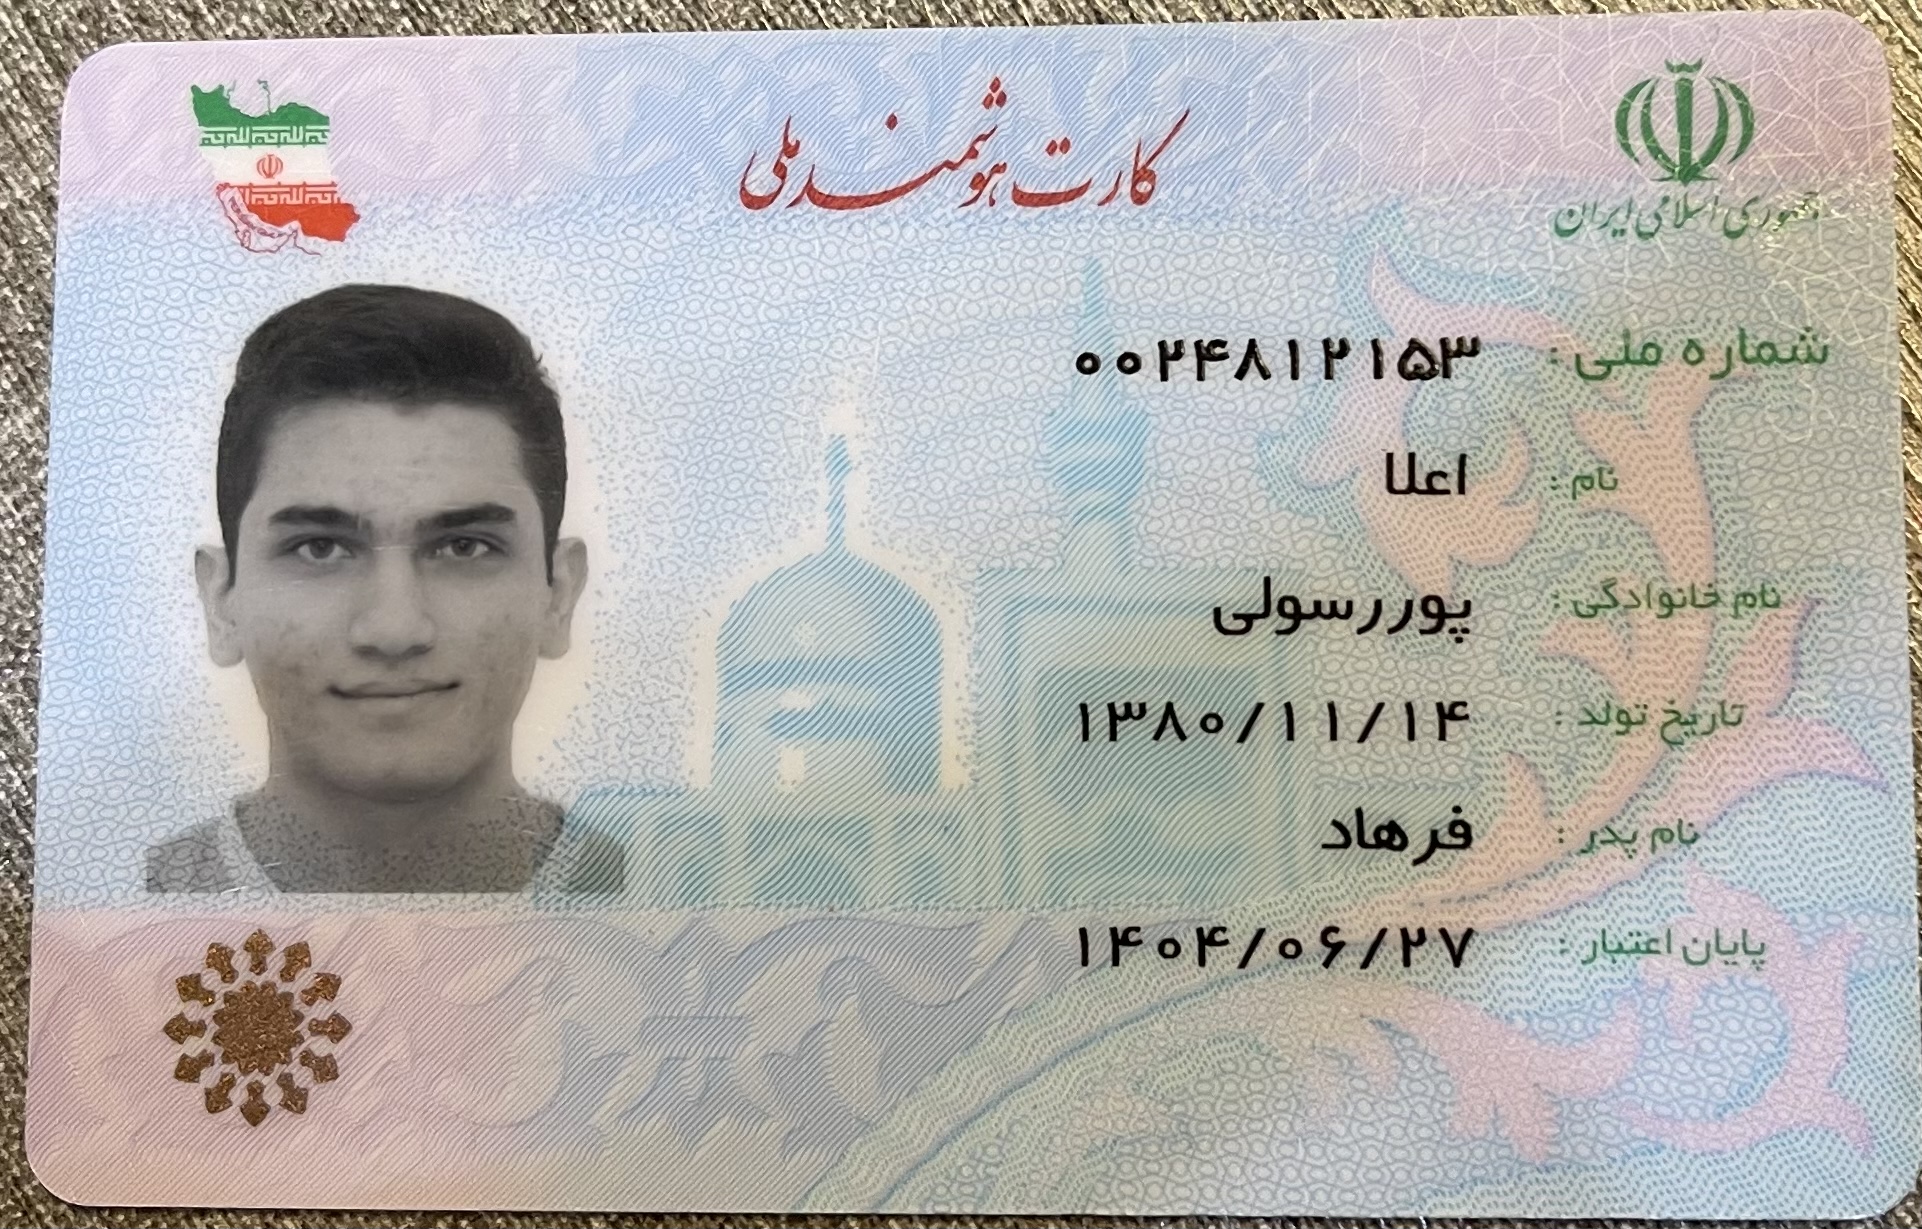 کارت هوشمند ملی
جمهوری اسلامی ایران
شماره ملی : ۰۰۲۴۸۱۲۱۵۳
نام : اعلا
نام خانوادگی : پوررسولی
تاریخ تولد : ۱۳۸۰/۱۱/۱۴
نام پدر : فرهاد
پایان اعتبار : ۱۴۰۴/۰۶/۲۷